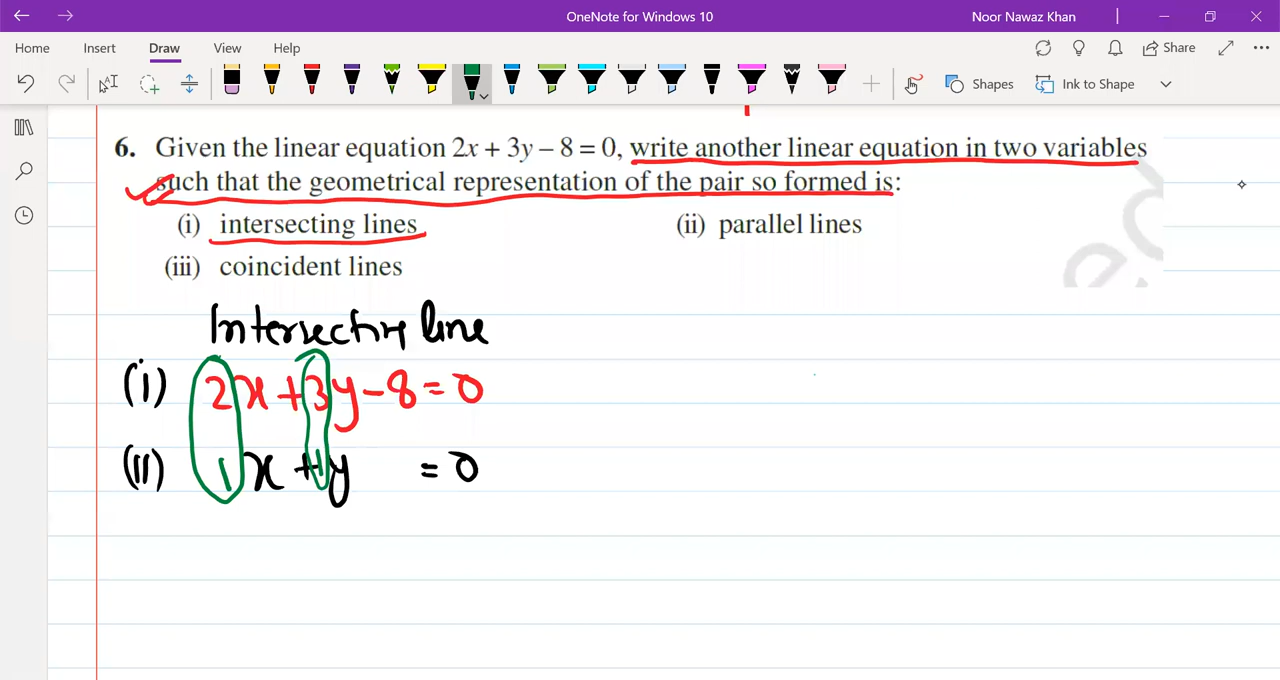 OneNote for Windows 10
Noor Nawaz Khan
Home Insert Draw View Help
Share
Shapes
Ink to Shape
6. Given the linear equation 2x + 3y – 8 = 0, write another linear equation in two variables
such that the geometrical representation of the pair so formed is:
(i) intersecting lines (ii) parallel lines
(iii) coincident lines
Intersecting line
(i) 2x+3y-8=0
(ii) 1x+1y =0